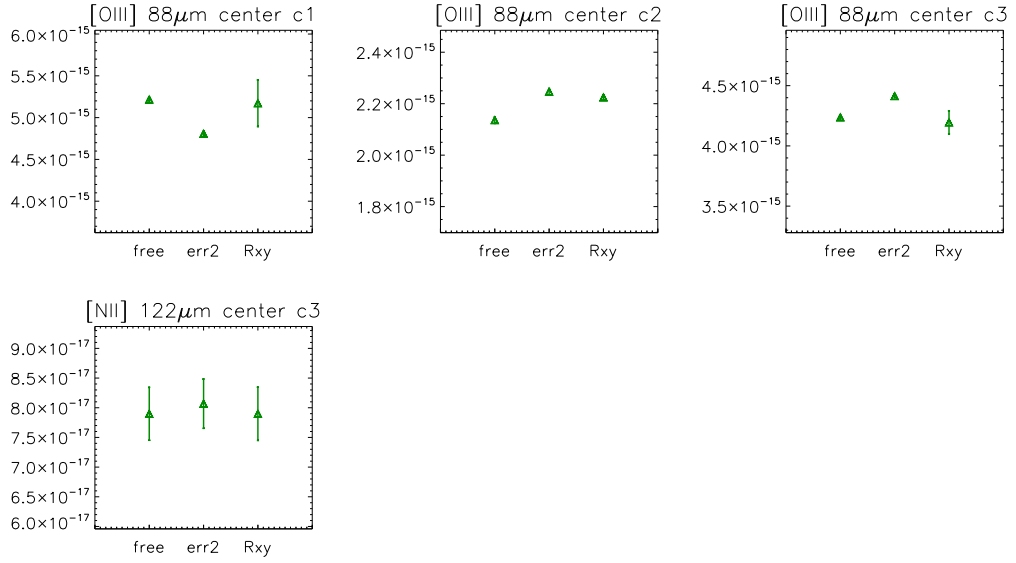 [OIII] 88μm center c1
6.0×10⁻¹⁵
5.5×10⁻¹⁵
5.0×10⁻¹⁵
4.5×10⁻¹⁵
4.0×10⁻¹⁵
free err2 Rxy
[OIII] 88μm center c2
2.4×10⁻¹⁵
2.2×10⁻¹⁵
2.0×10⁻¹⁵
1.8×10⁻¹⁵
free err2 Rxy
[OIII] 88μm center c3
4.5×10⁻¹⁵
4.0×10⁻¹⁵
3.5×10⁻¹⁵
free err2 Rxy
[NII] 122μm center c3
9.0×10⁻¹⁷
8.5×10⁻¹⁷
8.0×10⁻¹⁷
7.5×10⁻¹⁷
7.0×10⁻¹⁷
6.5×10⁻¹⁷
6.0×10⁻¹⁷
free err2 Rxy